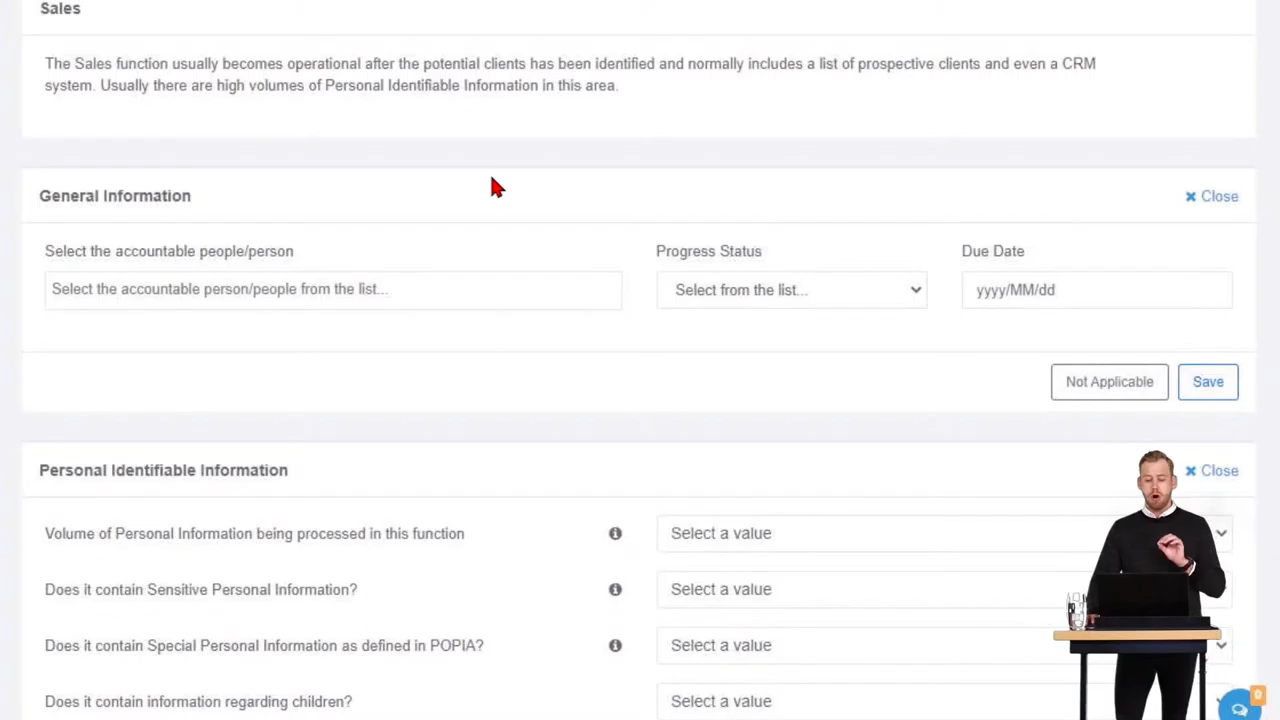 Sales
The Sales function usually becomes operational after the potential clients has been identified and normally includes a list of prospective clients and even a CRM
system. Usually there are high volumes of Personal Identifiable Information in this area.
General Information
Close
Select the accountable people/person
Progress Status
Due Date
Select the accountable person/people from the list...
Select from the list...
yyyy/MM/dd
Not Applicable
Save
Personal Identifiable Information
Close
Volume of Personal Information being processed in this function
Select a value
Does it contain Sensitive Personal Information?
Select a value
Does it contain Special Personal Information as defined in POPIA?
Select a value
Does it contain information regarding children?
Select a value
0